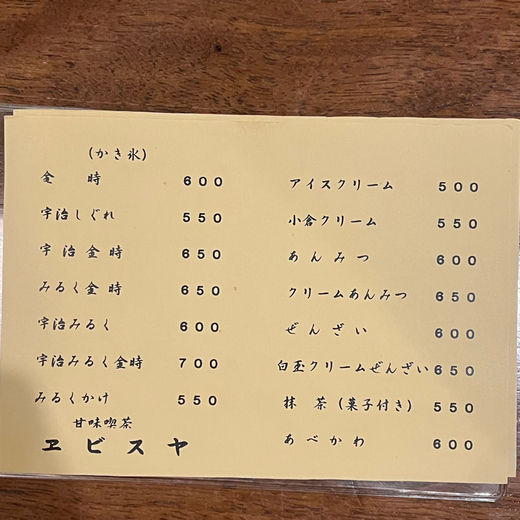 (かき氷)
金 時 600
宇治しぐれ 550
宇治金時 650
みるく金時 650
宇治みるく 600
宇治みるく金時 700
みるくかけ 550
甘味喫茶
ヱビスヤ
アイスクリーム 500
小倉クリーム 550
あんみつ 600
クリームあんみつ 650
ぜんざい 600
白玉クリームぜんざい 650
抹 茶(菓子付き) 550
あべかわ 600